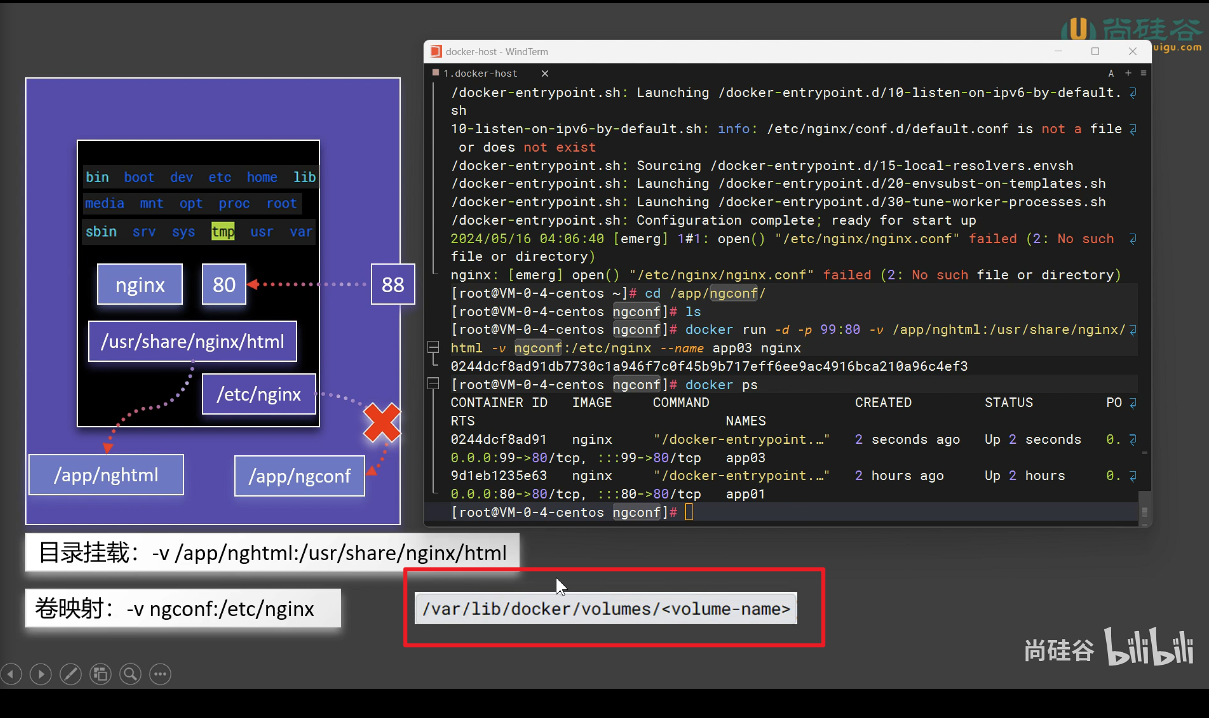 尚硅谷
uigu.com
docker-host - WindTerm
1.docker-host
/docker-entrypoint.sh: Launching /docker-entrypoint.d/10-listen-on-ipv6-by-default.
sh
10-listen-on-ipv6-by-default.sh: info: /etc/nginx/conf.d/default.conf is not a file
or does not exist
/docker-entrypoint.sh: Sourcing /docker-entrypoint.d/15-local-resolvers.envsh
/docker-entrypoint.sh: Launching /docker-entrypoint.d/20-envsubst-on-templates.sh
/docker-entrypoint.sh: Launching /docker-entrypoint.d/30-tune-worker-processes.sh
/docker-entrypoint.sh: Configuration complete; ready for start up
2024/05/16 04:06:40 [emerg] 1#1: open() "/etc/nginx/nginx.conf" failed (2: No such
file or directory)
nginx: [emerg] open() "/etc/nginx/nginx.conf" failed (2: No such file or directory)
[root@VM-0-4-centos ~]# cd /app/ngconf/
[root@VM-0-4-centos ngconf]# ls
[root@VM-0-4-centos ngconf]# docker run -d -p 99:80 -v /app/nghtml:/usr/share/nginx/
html -v ngconf:/etc/nginx --name app03 nginx
0244dcf8ad91db7730c1a946f7c0f45b9b717eff6ee9ac4916bca210a96c4ef3
[root@VM-0-4-centos ngconf]# docker ps
CONTAINER ID IMAGE COMMAND CREATED STATUS PO
RTS NAMES
0244dcf8ad91 nginx "/docker-entrypoint.…" 2 seconds ago Up 2 seconds 0.
0.0.0:99->80/tcp, :::99->80/tcp app03
9d1eb1235e63 nginx "/docker-entrypoint.…" 2 hours ago Up 2 hours 0.
0.0.0:80->80/tcp, :::80->80/tcp app01
[root@VM-0-4-centos ngconf]#
bin boot dev etc home lib
media mnt opt proc root
sbin srv sys tmp usr var
nginx 80 88
/usr/share/nginx/html
/etc/nginx
/app/nghtml /app/ngconf
目录挂载：-v /app/nghtml:/usr/share/nginx/html
卷映射：-v ngconf:/etc/nginx
/var/lib/docker/volumes/<volume-name>
尚硅谷 bilibili